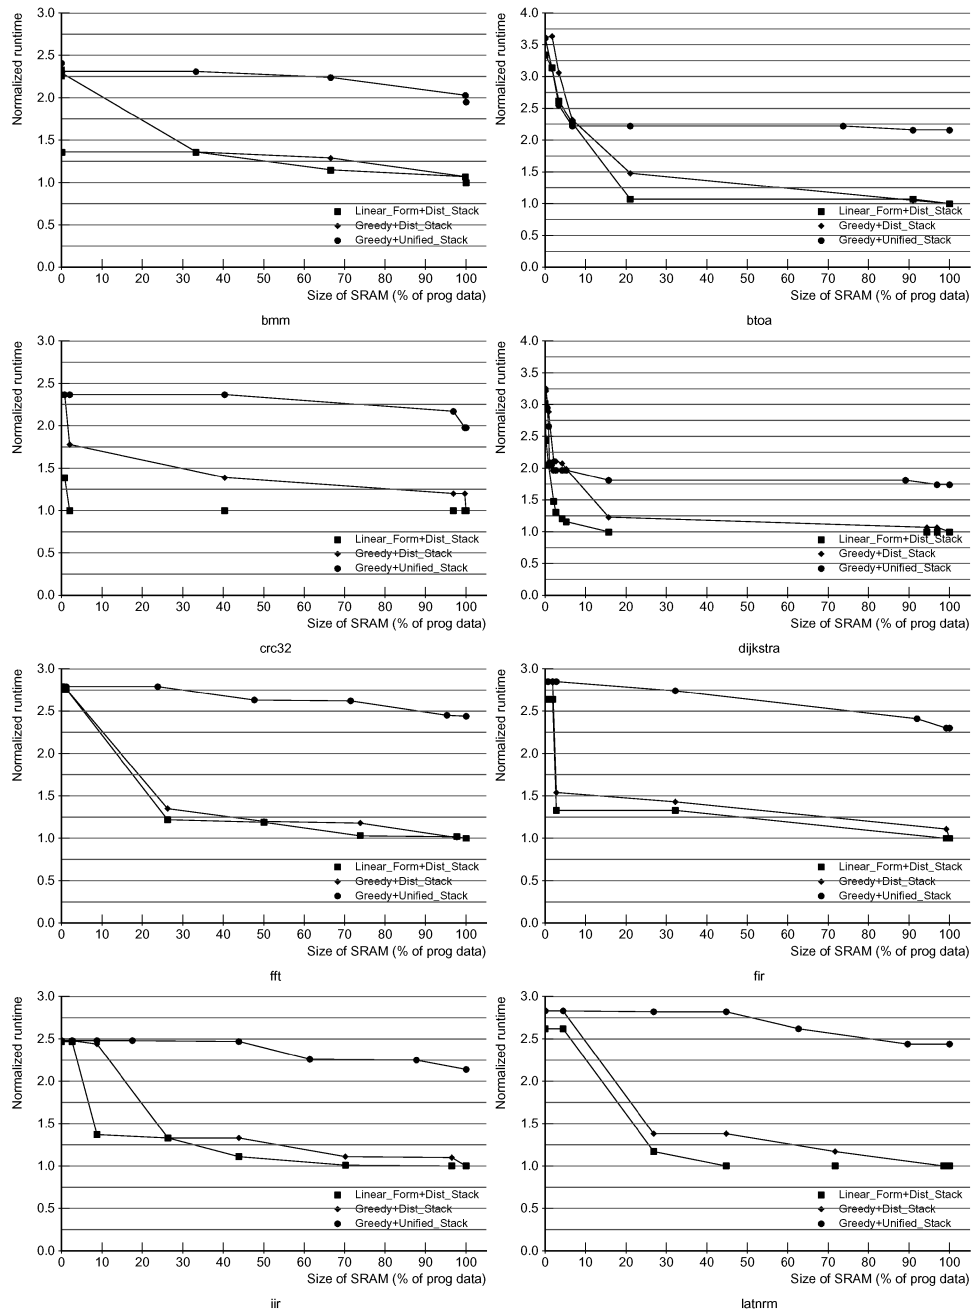 Normalized runtime
3.0
2.5
2.0
1.5
1.0
0.5
0.0
Linear_Form+Dist_Stack
Greedy+Dist_Stack
Greedy+Unified_Stack
0 10 20 30 40 50 60 70 80 90 100
Size of SRAM (% of prog data)
bmm
Normalized runtime
4.0
3.5
3.0
2.5
2.0
1.5
1.0
0.5
0.0
Linear_Form+Dist_Stack
Greedy+Dist_Stack
Greedy+Unified_Stack
0 10 20 30 40 50 60 70 80 90 100
Size of SRAM (% of prog data)
btoa
Normalized runtime
3.0
2.5
2.0
1.5
1.0
0.5
0.0
Linear_Form+Dist_Stack
Greedy+Dist_Stack
Greedy+Unified_Stack
0 10 20 30 40 50 60 70 80 90 100
Size of SRAM (% of prog data)
crc32
Normalized runtime
4.0
3.5
3.0
2.5
2.0
1.5
1.0
0.5
0.0
Linear_Form+Dist_Stack
Greedy+Dist_Stack
Greedy+Unified_Stack
0 10 20 30 40 50 60 70 80 90 100
Size of SRAM (% of prog data)
dijkstra
Normalized runtime
3.0
2.5
2.0
1.5
1.0
0.5
0.0
Linear_Form+Dist_Stack
Greedy+Dist_Stack
Greedy+Unified_Stack
0 10 20 30 40 50 60 70 80 90 100
Size of SRAM (% of prog data)
fft
Normalized runtime
3.0
2.5
2.0
1.5
1.0
0.5
0.0
Linear_Form+Dist_Stack
Greedy+Dist_Stack
Greedy+Unified_Stack
0 10 20 30 40 50 60 70 80 90 100
Size of SRAM (% of prog data)
fir
Normalized runtime
3.0
2.5
2.0
1.5
1.0
0.5
0.0
Linear_Form+Dist_Stack
Greedy+Dist_Stack
Greedy+Unified_Stack
0 10 20 30 40 50 60 70 80 90 100
Size of SRAM (% of prog data)
iir
Normalized runtime
3.0
2.5
2.0
1.5
1.0
0.5
0.0
Linear_Form+Dist_Stack
Greedy+Dist_Stack
Greedy+Unified_Stack
0 10 20 30 40 50 60 70 80 90 100
Size of SRAM (% of prog data)
latnrm